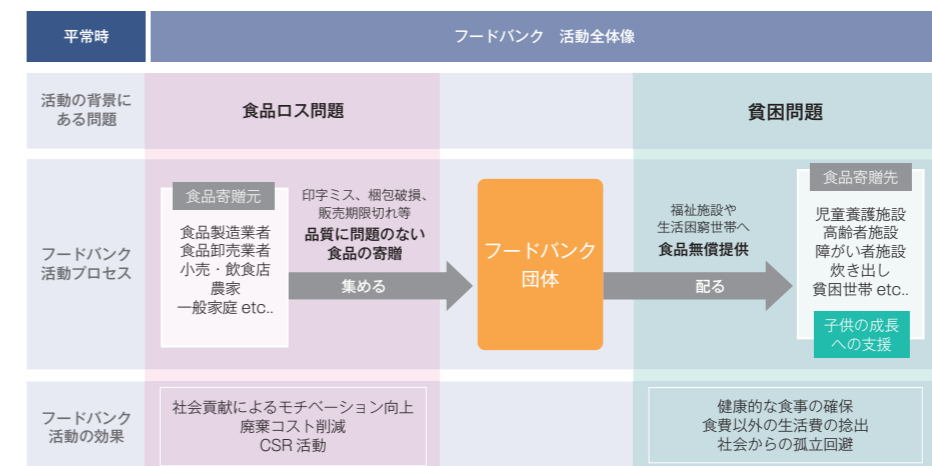 平常時
フードバンク　活動全体像
活動の背景に
ある問題
食品ロス問題
貧困問題
フードバンク
活動プロセス
食品寄贈元
食品製造業者
食品卸売業者
小売・飲食店
農家
一般家庭 etc..
印字ミス、梱包破損、
販売期限切れ等
品質に問題のない
食品の寄贈
集める
フードバンク
団体
福祉施設や
生活困窮世帯へ
食品無償提供
配る
食品寄贈先
児童養護施設
高齢者施設
障がい者施設
炊き出し
貧困世帯 etc..
子供の成長
への支援
フードバンク
活動の効果
社会貢献によるモチベーション向上
廃棄コスト削減
CSR 活動
健康的な食事の確保
食費以外の生活費の捻出
社会からの孤立回避